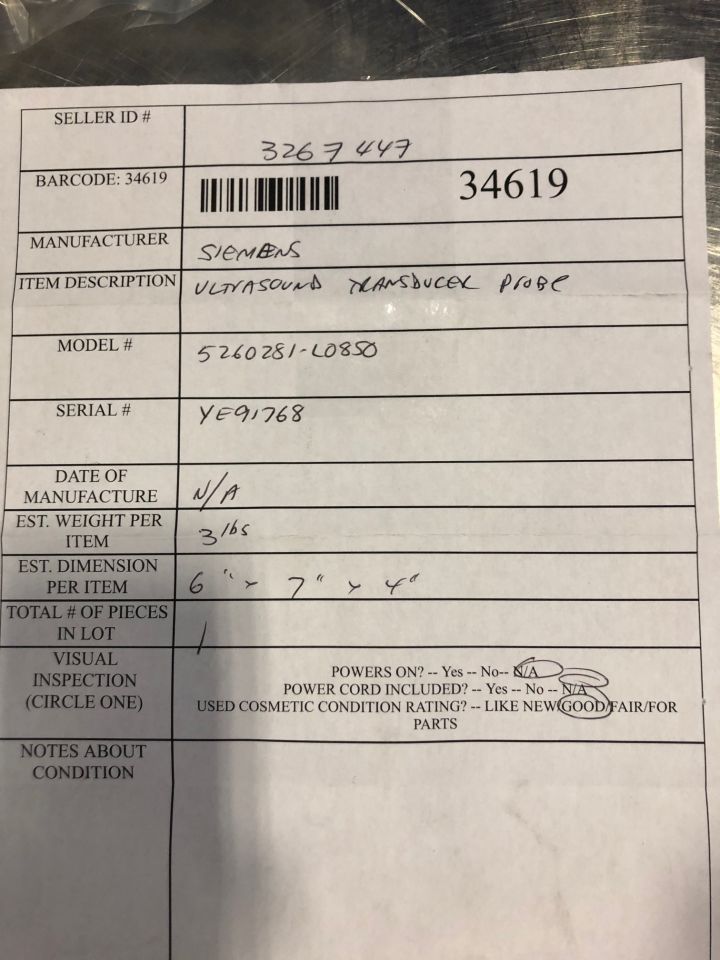 SELLER ID #
3267447
BARCODE: 34619
34619
MANUFACTURER
SIEMENS
ITEM DESCRIPTION
ULTRASOUND TRANSDUCER PROBE
MODEL #
5260281-L0850
SERIAL #
YE91768
DATE OF
MANUFACTURE
N/A
EST. WEIGHT PER
ITEM
3 lbs
EST. DIMENSION
PER ITEM
6" x 7" x 4"
TOTAL # OF PIECES
IN LOT
1
VISUAL
INSPECTION
(CIRCLE ONE)
POWERS ON? -- Yes -- No-- N/A
POWER CORD INCLUDED? -- Yes -- No -- N/A
USED COSMETIC CONDITION RATING? -- LIKE NEW/GOOD/FAIR/FOR
PARTS
NOTES ABOUT
CONDITION